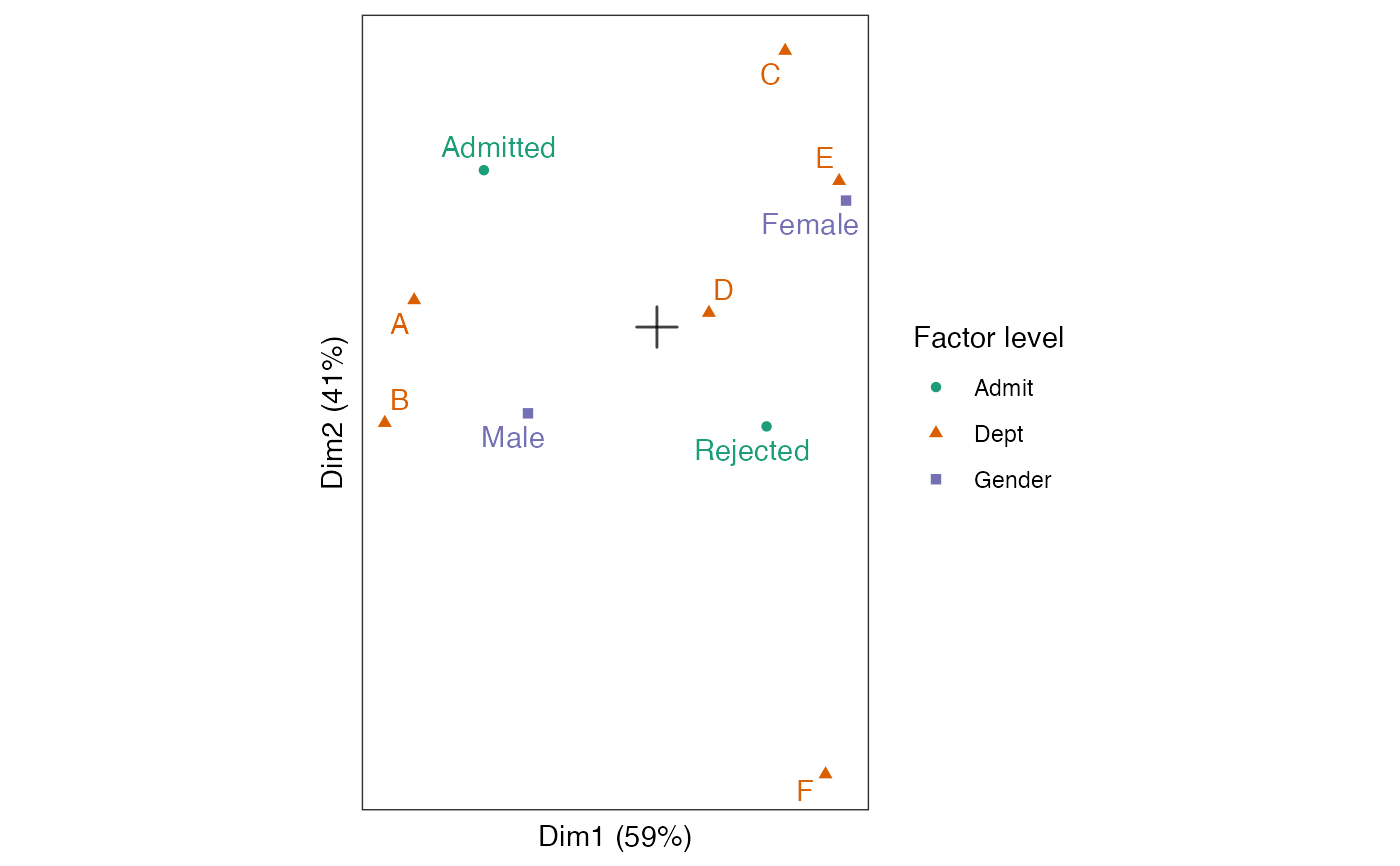 C
Admitted
E
Female
D
A
B
Male
Rejected
F
Dim2 (41%)
Dim1 (59%)
Factor level
Admit
Dept
Gender